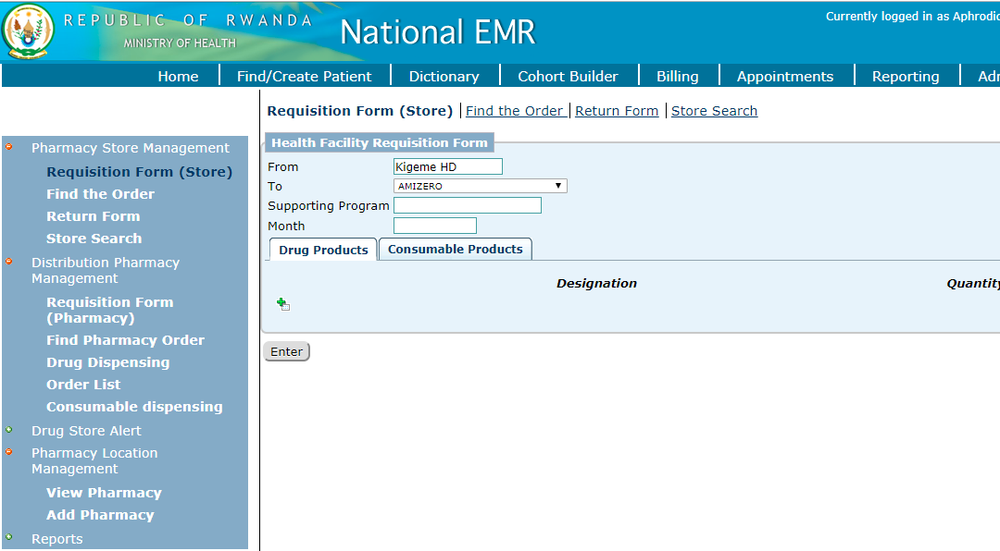 REPUBLIC OF RWANDA
MINISTRY OF HEALTH
National EMR
Currently logged in as Aphrodic
Home Find/Create Patient Dictionary Cohort Builder Billing Appointments Reporting Adr
Requisition Form (Store) Find the Order Return Form Store Search
Pharmacy Store Management
Requisition Form (Store)
Find the Order
Return Form
Store Search
Distribution Pharmacy
Management
Requisition Form
(Pharmacy)
Find Pharmacy Order
Drug Dispensing
Order List
Consumable dispensing
Drug Store Alert
Pharmacy Location
Management
View Pharmacy
Add Pharmacy
Reports
Health Facility Requisition Form
From Kigeme HD
To AMIZERO
Supporting Program
Month
Drug Products Consumable Products
Designation Quantity
Enter